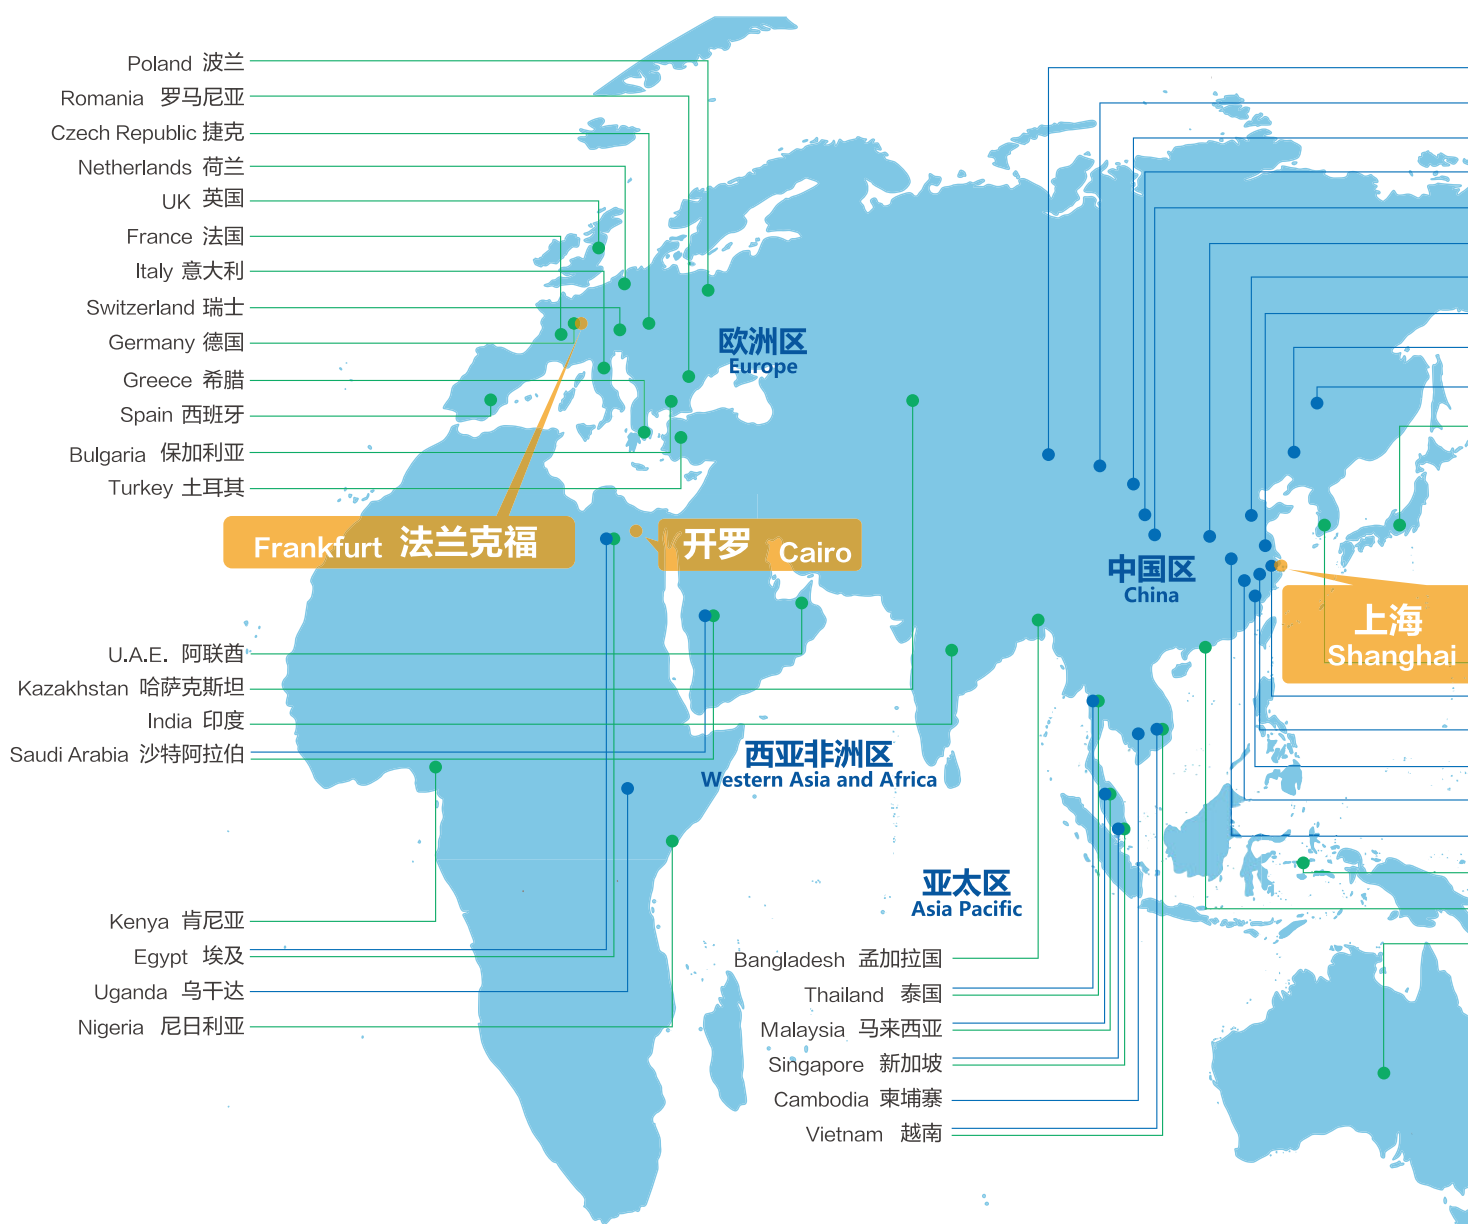 Poland 波兰
Romania 罗马尼亚
Czech Republic 捷克
Netherlands 荷兰
UK 英国
France 法国
Italy 意大利
Switzerland 瑞士
Germany 德国
Greece 希腊
Spain 西班牙
Bulgaria 保加利亚
Turkey 土耳其
欧洲区
Europe
Frankfurt 法兰克福
开罗 Cairo
中国区
China
上海
Shanghai
U.A.E. 阿联酋
Kazakhstan 哈萨克斯坦
India 印度
Saudi Arabia 沙特阿拉伯
西亚非洲区
Western Asia and Africa
亚太区
Asia Pacific
Kenya 肯尼亚
Egypt 埃及
Uganda 乌干达
Nigeria 尼日利亚
Bangladesh 孟加拉国
Thailand 泰国
Malaysia 马来西亚
Singapore 新加坡
Cambodia 柬埔寨
Vietnam 越南